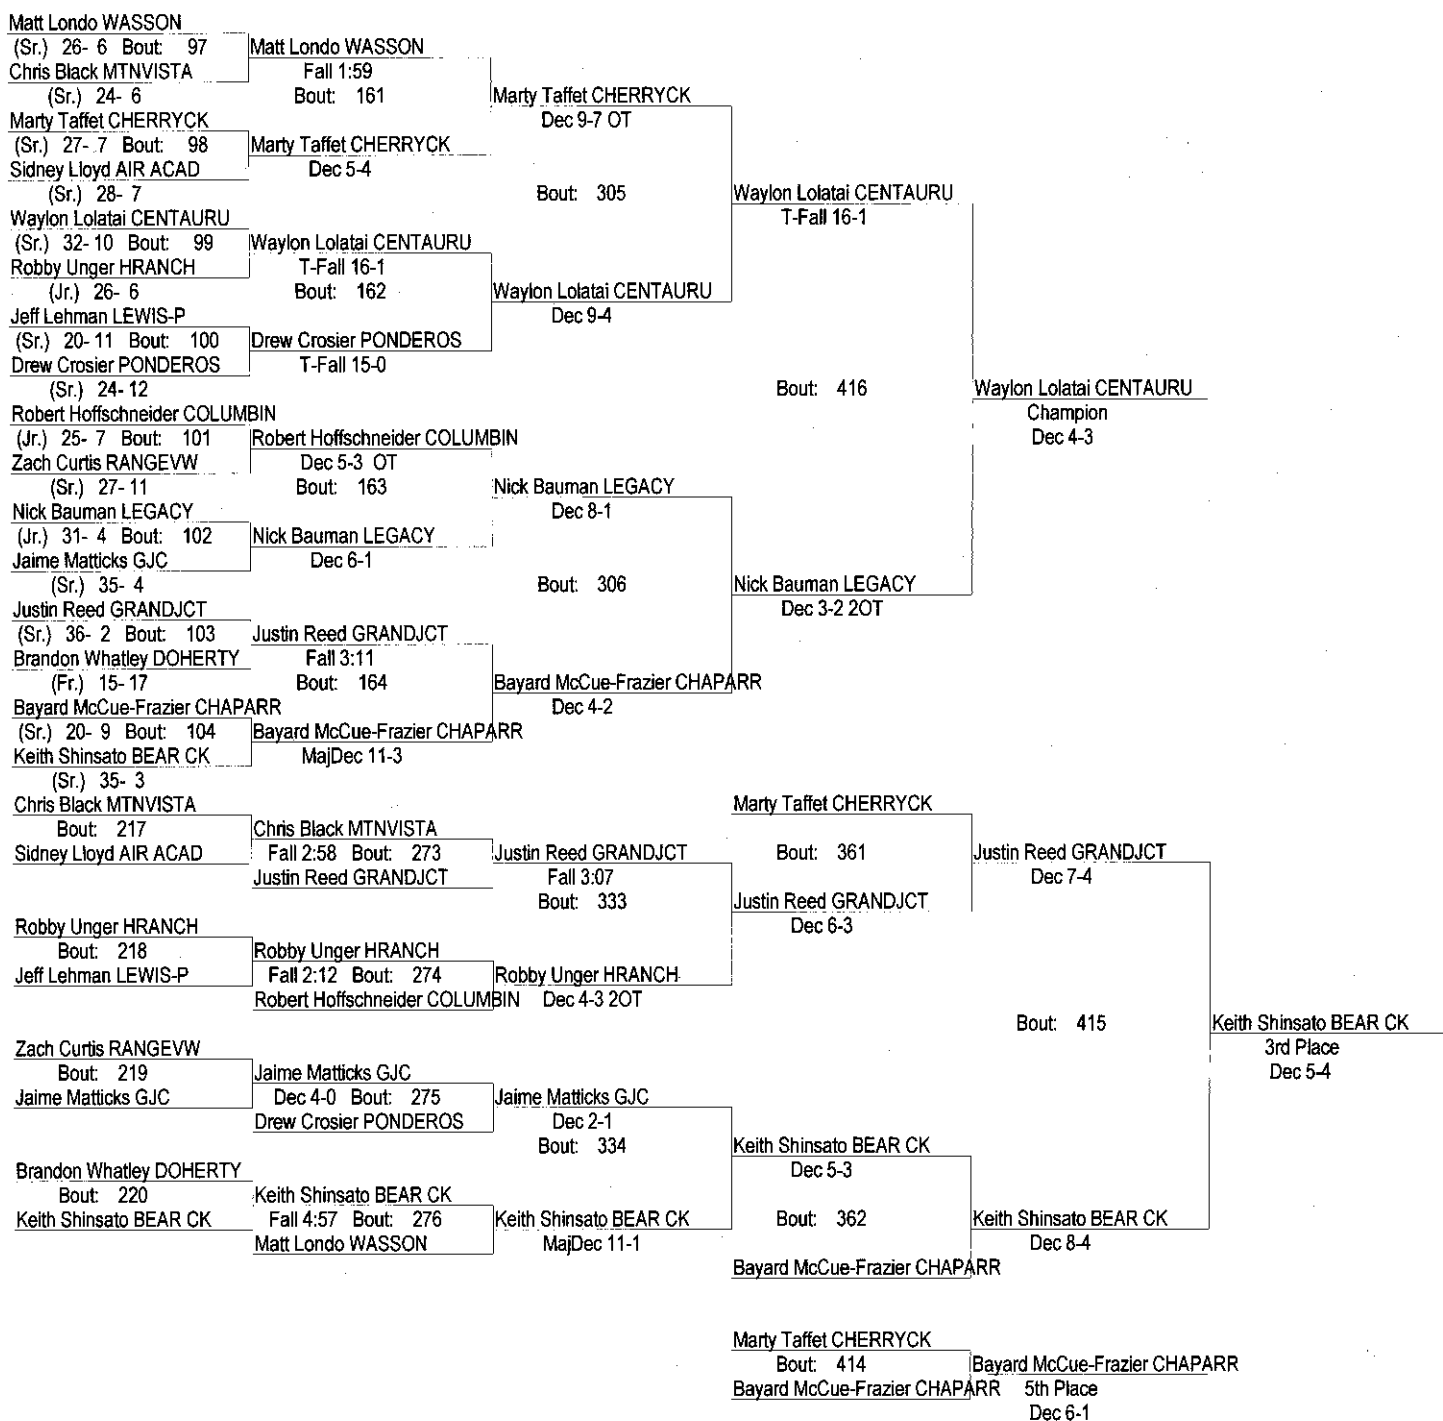 Matt Londo WASSON
(Sr.) 26- 6 Bout: 97 Matt Londo WASSON
Chris Black MTNVISTA Fall 1:59
(Sr.) 24- 6 Bout: 161 Marty Taffet CHERRYCK
Marty Taffet CHERRYCK Dec 9-7 OT
(Sr.) 27- 7 Bout: 98 Marty Taffet CHERRYCK
Sidney Lloyd AIR ACAD Dec 5-4
(Sr.) 28- 7 Bout: 305 Waylon Lolatai CENTAURU
Waylon Lolatai CENTAURU T-Fall 16-1
(Sr.) 32- 10 Bout: 99 Waylon Lolatai CENTAURU
Robby Unger HRANCH T-Fall 16-1
(Jr.) 26- 6 Bout: 162 Waylon Lolatai CENTAURU
Jeff Lehman LEWIS-P Dec 9-4
(Sr.) 20- 11 Bout: 100 Drew Crosier PONDEROS
Drew Crosier PONDEROS T-Fall 15-0
(Sr.) 24- 12 Bout: 416 Waylon Lolatai CENTAURU
Robert Hoffschneider COLUMBIN Champion
(Jr.) 25- 7 Bout: 101 Robert Hoffschneider COLUMBIN Dec 4-3
Zach Curtis RANGEVW Dec 5-3 OT
(Sr.) 27- 11 Bout: 163 Nick Bauman LEGACY
Nick Bauman LEGACY Dec 8-1
(Jr.) 31- 4 Bout: 102 Nick Bauman LEGACY
Jaime Matticks GJC Dec 6-1
(Sr.) 35- 4 Bout: 306 Nick Bauman LEGACY
Justin Reed GRANDJCT Dec 3-2 2OT
(Sr.) 36- 2 Bout: 103 Justin Reed GRANDJCT
Brandon Whatley DOHERTY Fall 3:11
(Fr.) 15- 17 Bout: 164 Bayard McCue-Frazier CHAPARR
Bayard McCue-Frazier CHAPARR Dec 4-2
(Sr.) 20- 9 Bout: 104 Bayard McCue-Frazier CHAPARR
Keith Shinsato BEAR CK MajDec 11-3
(Sr.) 35- 3
Chris Black MTNVISTA Marty Taffet CHERRYCK
Bout: 217 Chris Black MTNVISTA
Sidney Lloyd AIR ACAD Fall 2:58 Bout: 273 Justin Reed GRANDJCT Bout: 361 Justin Reed GRANDJCT
Justin Reed GRANDJCT Fall 3:07 Dec 7-4
Bout: 333 Justin Reed GRANDJCT
Robby Unger HRANCH Dec 6-3
Bout: 218 Robby Unger HRANCH
Jeff Lehman LEWIS-P Fall 2:12 Bout: 274 Robby Unger HRANCH
Robert Hoffschneider COLUMBIN Dec 4-3 2OT
Bout: 415 Keith Shinsato BEAR CK
Zach Curtis RANGEVW 3rd Place
Bout: 219 Jaime Matticks GJC Dec 5-4
Jaime Matticks GJC Dec 4-0 Bout: 275 Jaime Matticks GJC
Drew Crosier PONDEROS Dec 2-1
Bout: 334 Keith Shinsato BEAR CK
Brandon Whatley DOHERTY Dec 5-3
Bout: 220 Keith Shinsato BEAR CK
Keith Shinsato BEAR CK Fall 4:57 Bout: 276 Keith Shinsato BEAR CK Bout: 362 Keith Shinsato BEAR CK
Matt Londo WASSON MajDec 11-1 Dec 8-4
Bayard McCue-Frazier CHAPARR
Marty Taffet CHERRYCK
Bout: 414 Bayard McCue-Frazier CHAPARR
Bayard McCue-Frazier CHAPARR 5th Place
Dec 6-1